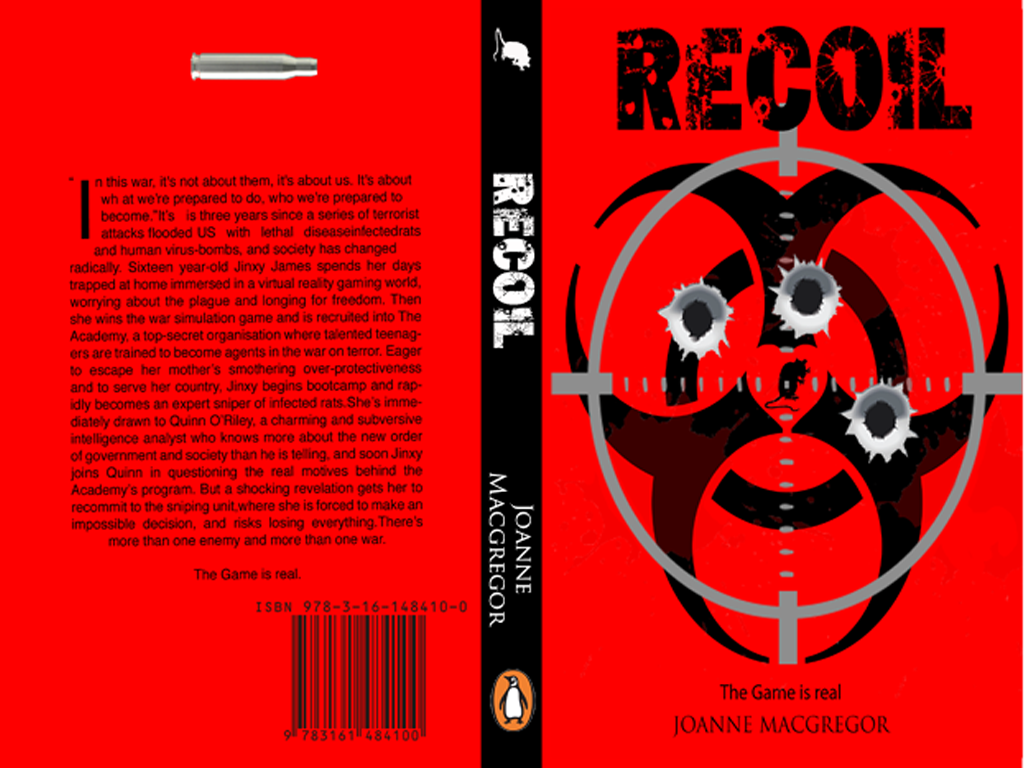 "In this war, it's not about them, it's about us. It's about
wh at we're prepared to do, who we're prepared to
become."It's is three years since a series of terrorist
attacks flooded US with lethal diseaseinfectedrats
and human virus-bombs, and society has changed
radically. Sixteen year-old Jinxy James spends her days
trapped at home immersed in a virtual reality gaming world,
worrying about the plague and longing for freedom. Then
she wins the war simulation game and is recruited into The
Academy, a top-secret organisation where talented teenag-
ers are trained to become agents in the war on terror. Eager
to escape her mother's smothering over-protectiveness
and to serve her country, Jinxy begins bootcamp and rap-
idly becomes an expert sniper of infected rats.She's imme-
diately drawn to Quinn O'Riley, a charming and subversive
intelligence analyst who knows more about the new order
of government and society than he is telling, and soon Jinxy
joins Quinn in questioning the real motives behind the
Academy's program. But a shocking revelation gets her to
recommit to the sniping unit,where she is forced to make an
impossible decision, and risks losing everything.There's
more than one enemy and more than one war.
The Game is real.
ISBN 978-3-16-148410-0
9 783161 484100
RECOIL
JOANNE
MACGREGOR
RECOIL
The Game is real
JOANNE MACGREGOR